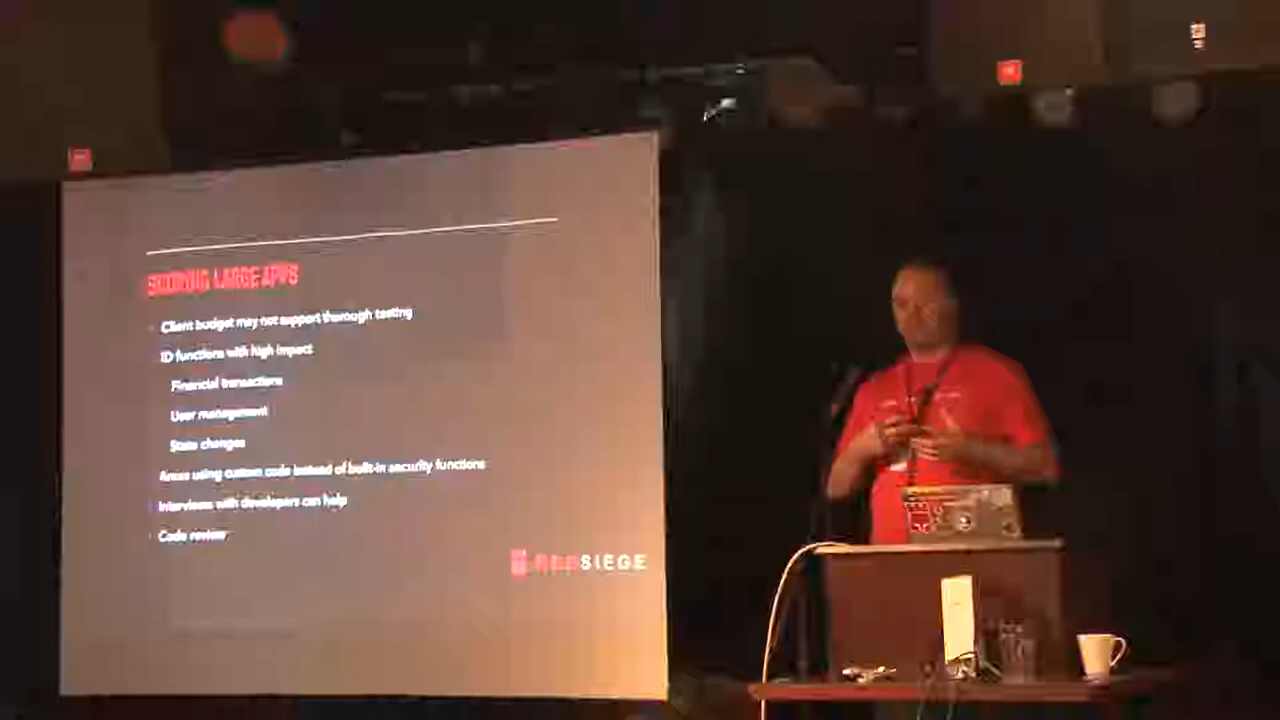 SCOPING LARGE APPS
Client budget may not support thorough testing
ID functions with high impact
Financial transactions
User management
State changes
Areas using custom code instead of built-in security functions
Interviews with developers can help
Code review
REDSIEGE